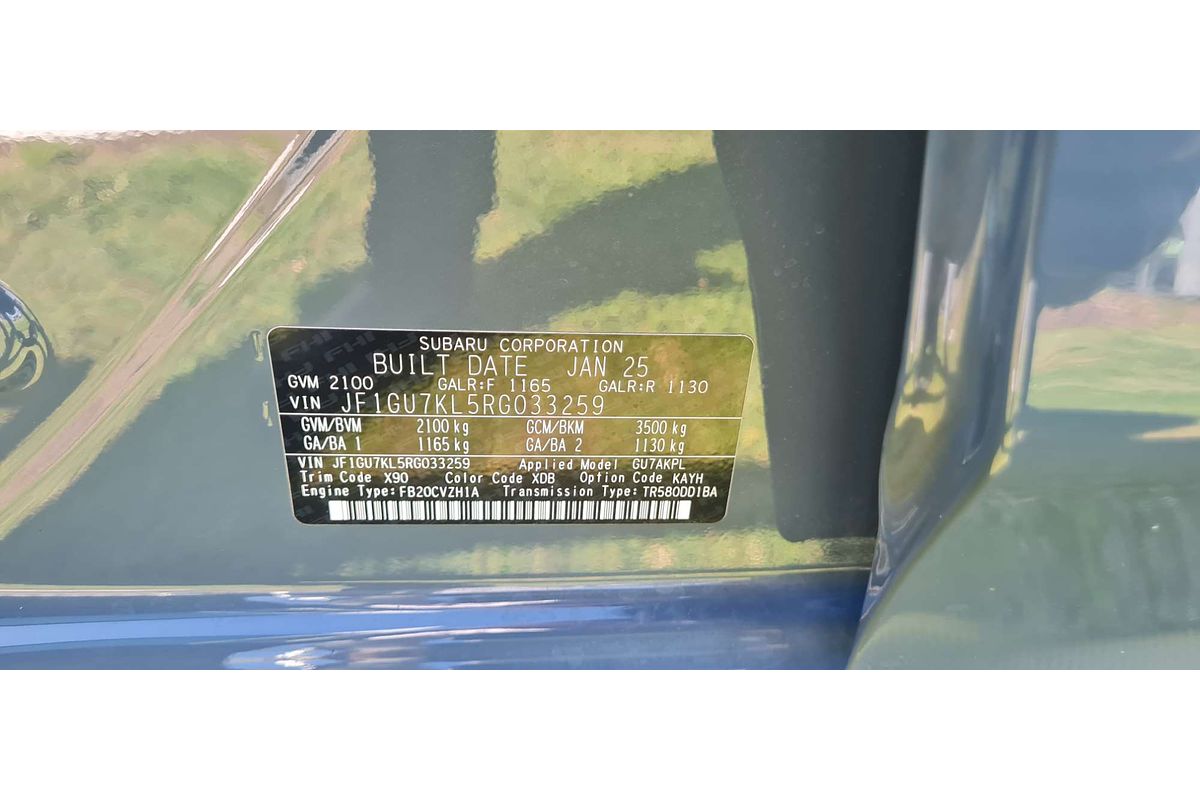 SUBARU CORPORATION
BUILT DATE JAN 25
GVM 2100 GALR:F 1165 GALR:R 1130
VIN JF1GU7KL5RG033259
GVM/BVM 2100 kg GCM/BKM 3500 kg
GA/BA 1 1165 kg GA/BA 2 1130 kg
VIN JF1GU7KL5RG033259 Applied Model GU7AKPL
Trim Code X90 Color Code XDB Option Code KAYH
Engine Type:FB20CVZH1A Transmission Type:TR580DD1BA